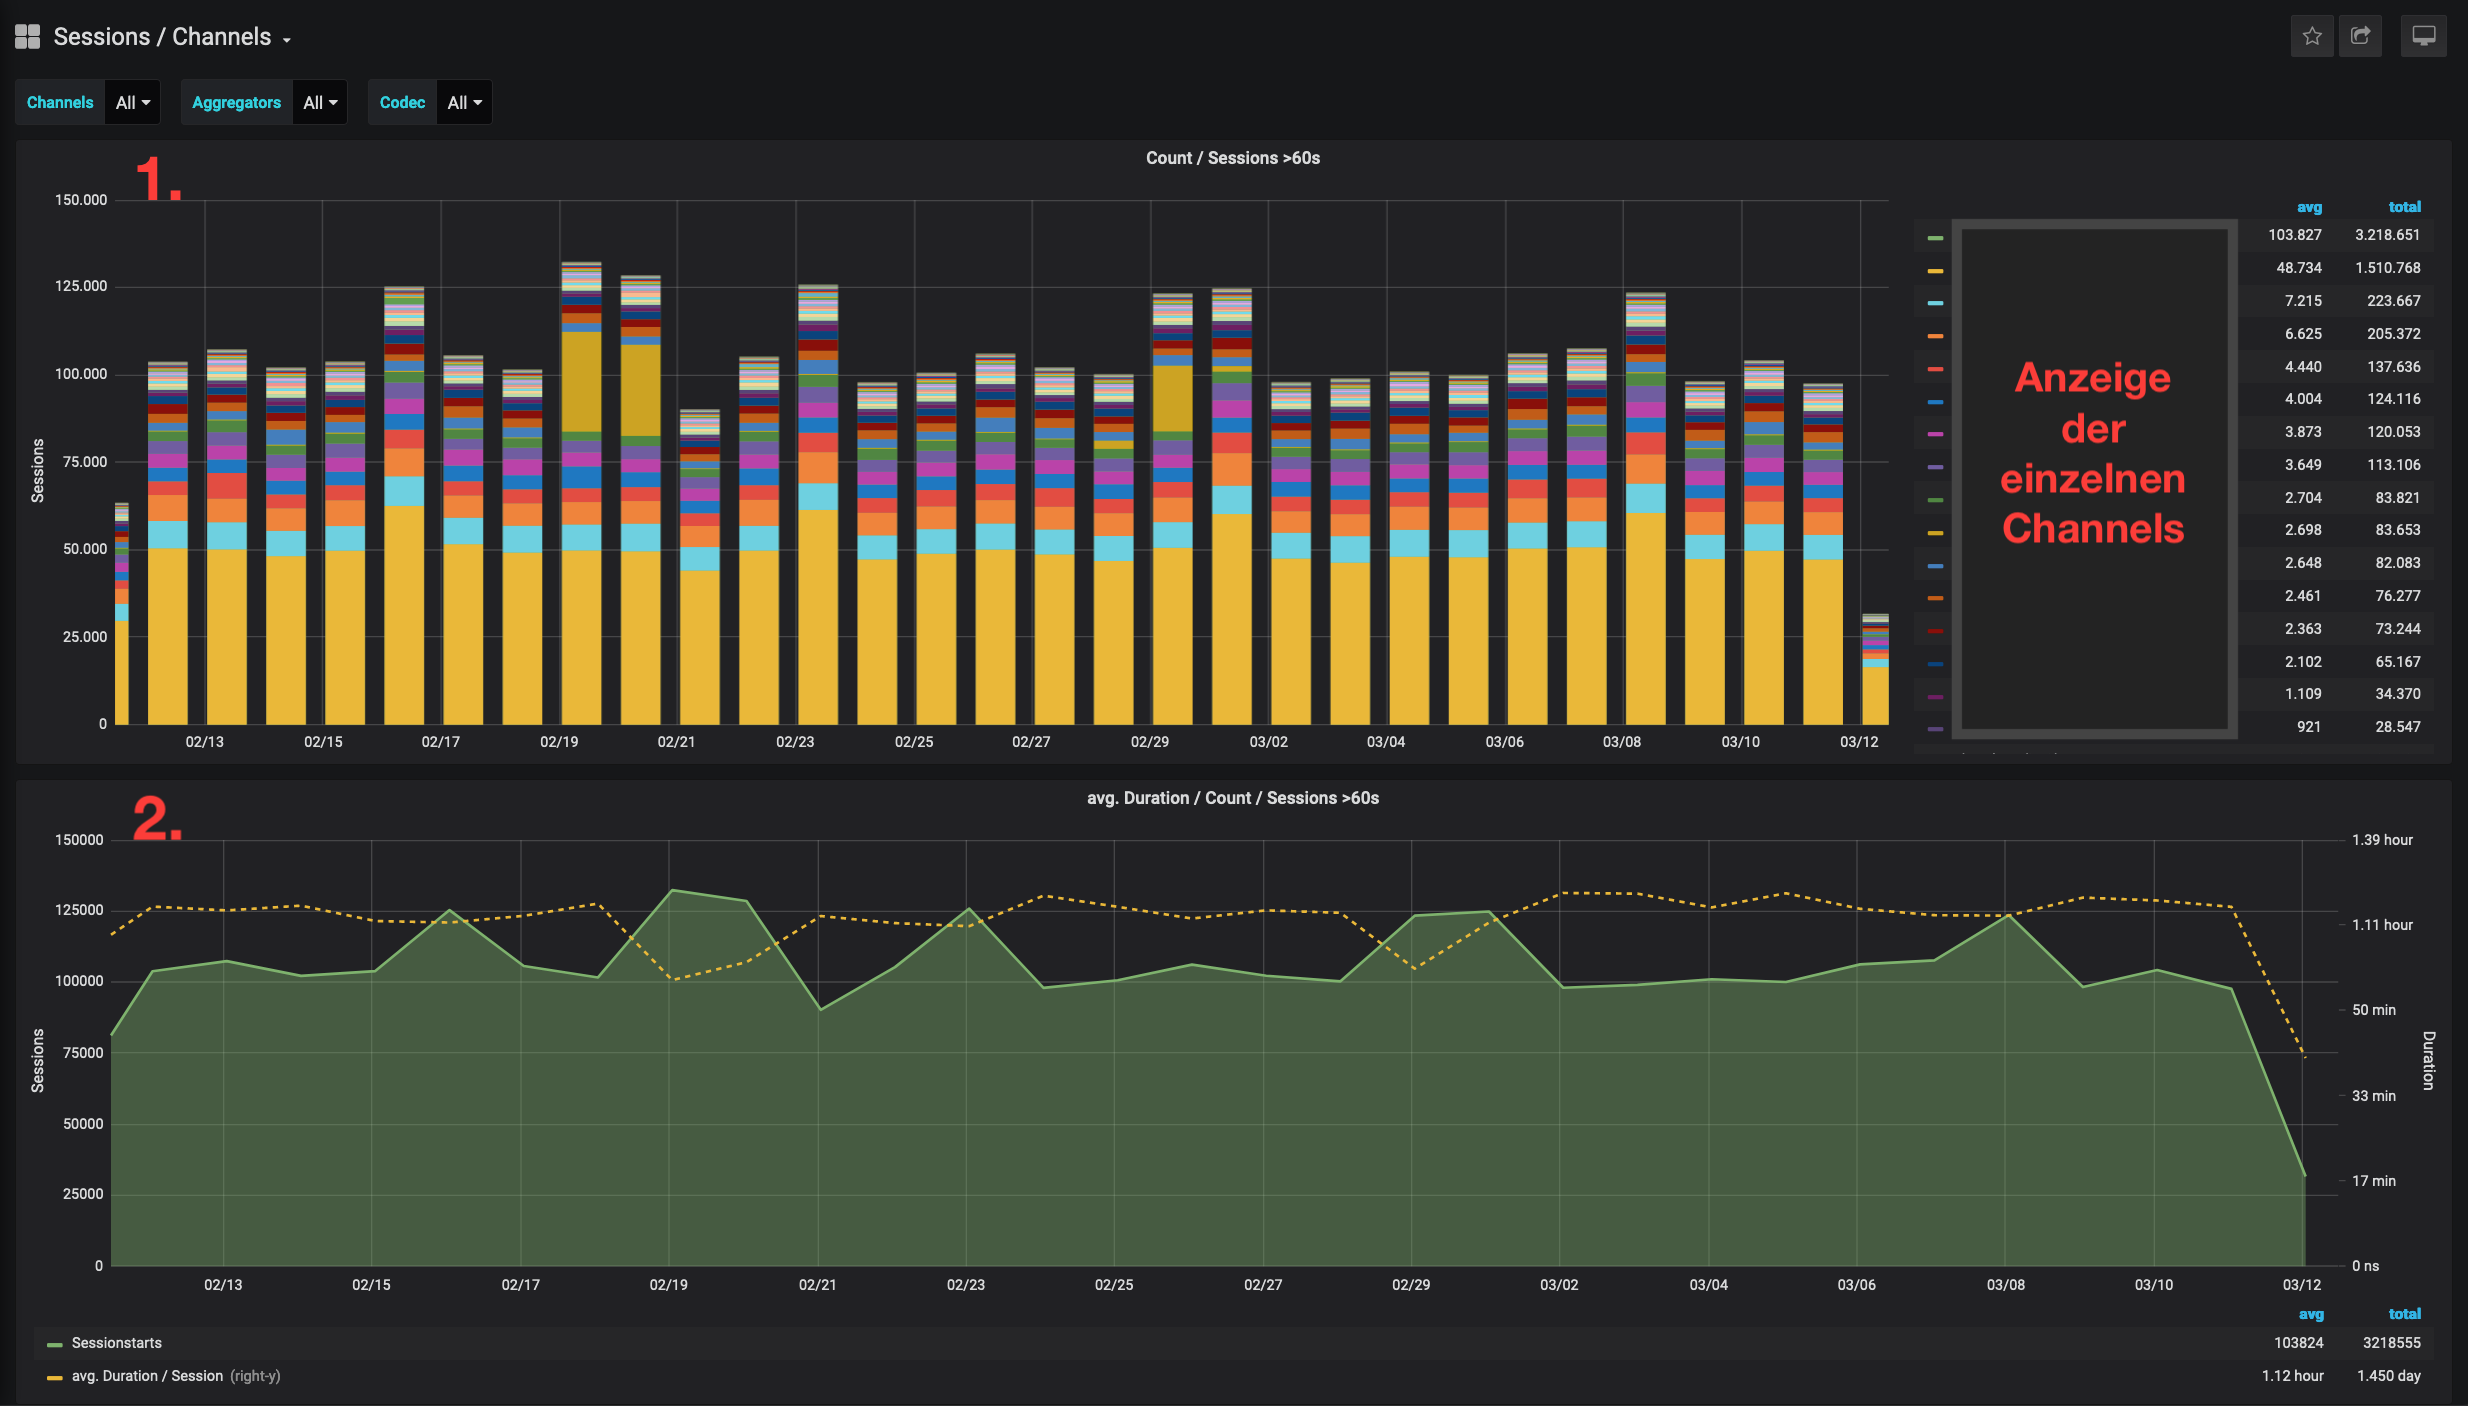 Sessions / Channels
Channels All Aggregators All Codec All
1.
Count / Sessions >60s
150.000
125.000
100.000
75.000
50.000
25.000
0
Sessions
02/13 02/15 02/17 02/19 02/21 02/23 02/25 02/27 02/29 03/02 03/04 03/06 03/08 03/10 03/12
avg total
103.827 3.218.651
48.734 1.510.768
7.215 223.667
6.625 205.372
4.440 137.636
4.004 124.116
3.873 120.053
3.649 113.106
2.704 83.821
2.698 83.653
2.648 82.083
2.461 76.277
2.363 73.244
2.102 65.167
1.109 34.370
921 28.547
Anzeige
der
einzelnen
Channels
2.
avg. Duration / Count / Sessions >60s
150000
125000
100000
75000
50000
25000
0
Sessions
1.39 hour
1.11 hour
50 min
33 min
17 min
0 ns
Duration
02/13 02/15 02/17 02/19 02/21 02/23 02/25 02/27 02/29 03/02 03/04 03/06 03/08 03/10 03/12
avg total
Sessionstarts 103824 3218555
avg. Duration / Session (right-y) 1.12 hour 1.450 day